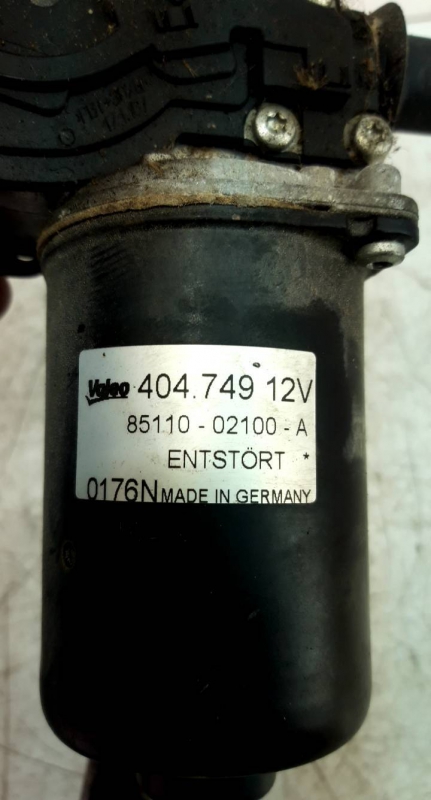 Valeo 404.749 12V
85110 - 02100 - A
ENTSTÖRT *
0176N MADE IN GERMANY